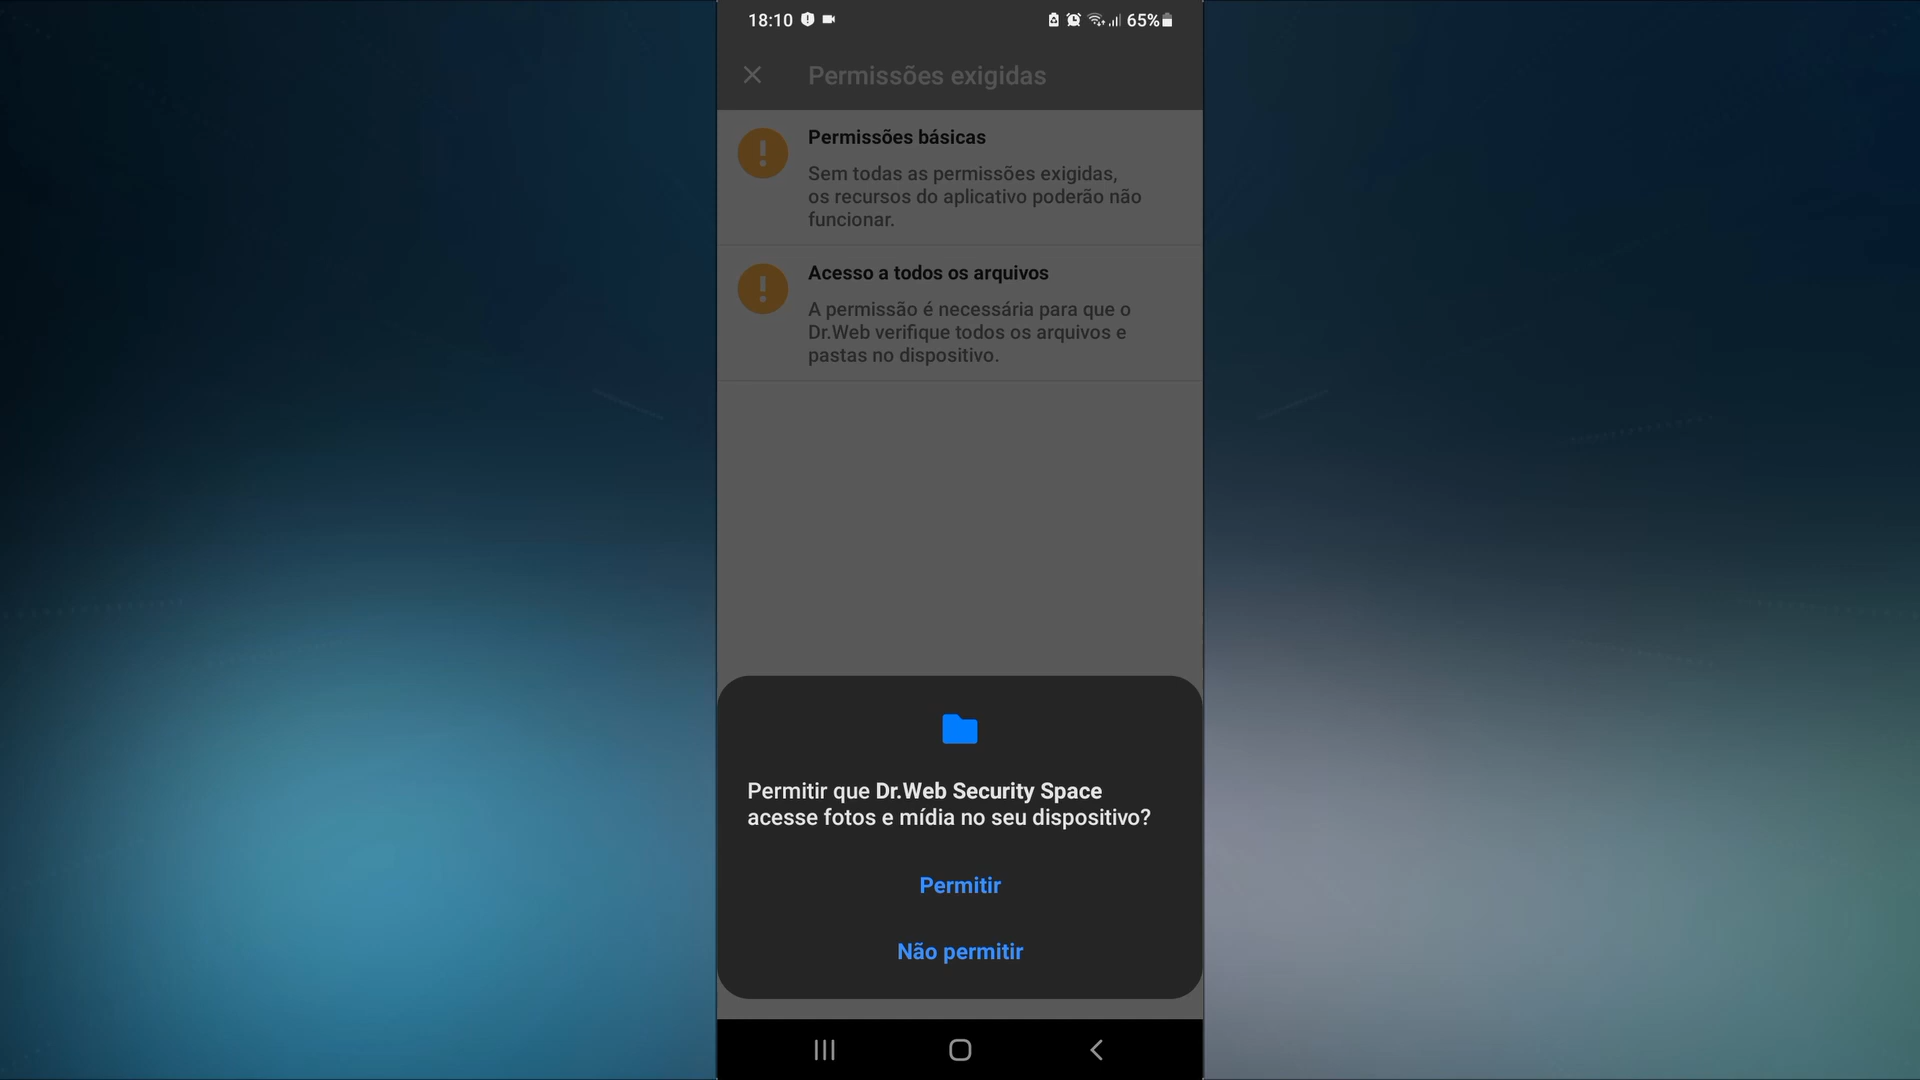 18:10
65%
Permissões exigidas
Permissões básicas
Sem todas as permissões exigidas,
os recursos do aplicativo poderão não
funcionar.
Acesso a todos os arquivos
A permissão é necessária para que o
Dr.Web verifique todos os arquivos e
pastas no dispositivo.
Permitir que Dr.Web Security Space
acesse fotos e mídia no seu dispositivo?
Permitir
Não permitir